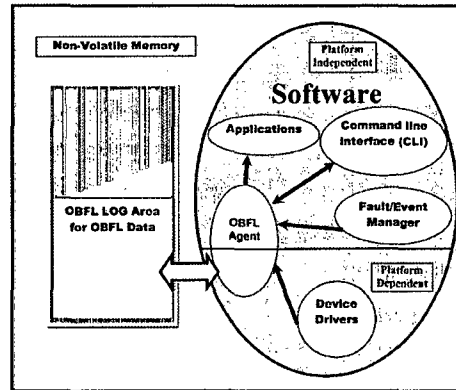 Non-Volatile Memory
OBFL LOG Area
for OBFL Data
Platform
Independent
Software
Applications
Command line
Interface (CLI)
OBFL
Agent
Fault/Event
Manager
Platform
Dependent
Device
Drivers